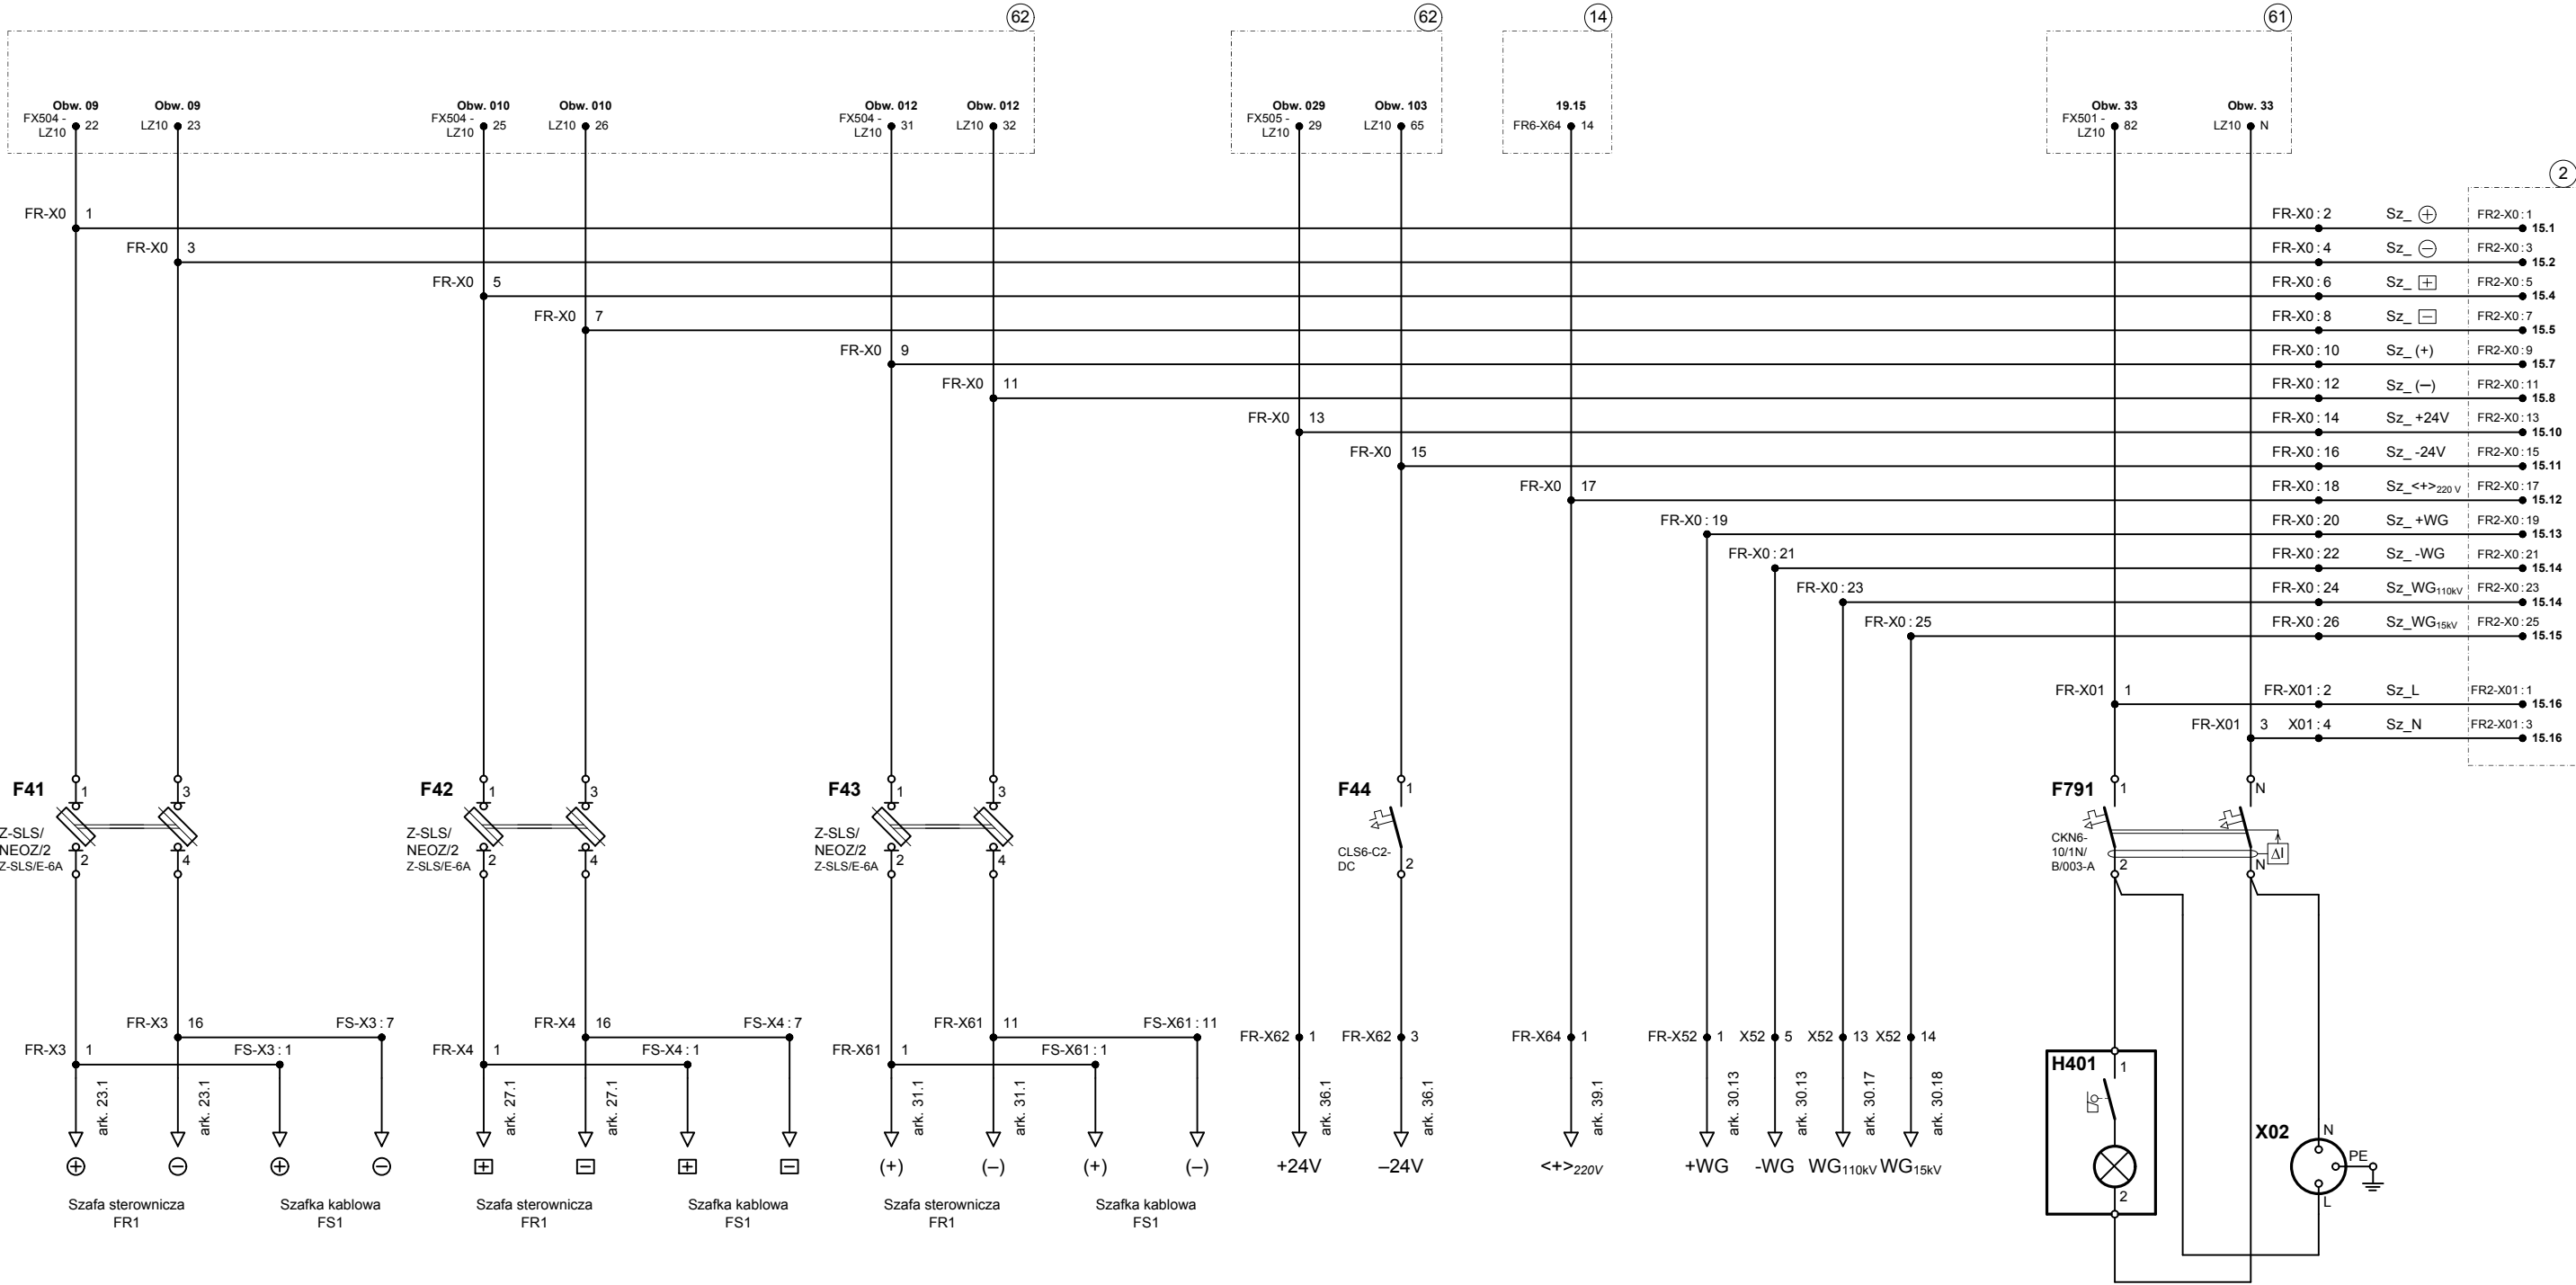 62
62
14
61
Obw. 09
Obw. 09
Obw. 010
Obw. 010
Obw. 012
Obw. 012
Obw. 029
Obw. 103
19.15
Obw. 33
Obw. 33
FX504 -
LZ10
22
LZ10
23
FX504 -
LZ10
25
LZ10
26
FX504 -
LZ10
31
LZ10
32
FX505 -
LZ10
29
LZ10
65
FR6-X64
14
FX501 -
LZ10
82
LZ10
N
2
FR-X0 1
FR-X0 : 2 Sz_ + FR2-X0 : 1
15.1
FR-X0 3
FR-X0 : 4 Sz_ − FR2-X0 : 3
15.2
FR-X0 5
FR-X0 : 6 Sz_ + FR2-X0 : 5
15.4
FR-X0 7
FR-X0 : 8 Sz_ − FR2-X0 : 7
15.5
FR-X0 9
FR-X0 : 10 Sz_ (+) FR2-X0 : 9
15.7
FR-X0 11
FR-X0 : 12 Sz_ (−) FR2-X0 : 11
15.8
FR-X0 13
FR-X0 : 14 Sz_ +24V FR2-X0 : 13
15.10
FR-X0 15
FR-X0 : 16 Sz_ -24V FR2-X0 : 15
15.11
FR-X0 17
FR-X0 : 18 Sz_<+>220 V FR2-X0 : 17
15.12
FR-X0 : 19
FR-X0 : 20 Sz_ +WG FR2-X0 : 19
15.13
FR-X0 : 21
FR-X0 : 22 Sz_ -WG FR2-X0 : 21
15.14
FR-X0 : 23
FR-X0 : 24 Sz_WG110kV FR2-X0 : 23
15.14
FR-X0 : 25
FR-X0 : 26 Sz_WG15kV FR2-X0 : 25
15.15
FR-X01 1
FR-X01 : 2 Sz_L FR2-X01 : 1
15.16
FR-X01 3
X01 : 4 Sz_N FR2-X01 : 3
15.16
F41
1
3
Z-SLS/
NEOZ/2
Z-SLS/E-6A
2
4
F42
1
3
Z-SLS/
NEOZ/2
Z-SLS/E-6A
2
4
F43
1
3
Z-SLS/
NEOZ/2
Z-SLS/E-6A
2
4
F44
1
CLS6-C2-
DC
2
F791
1
N
CKN6-
10/1N/
B/003-A
2
N
ΔI
FR-X3 16
FS-X3 : 7
FR-X3 1
FS-X3 : 1
FR-X4 16
FS-X4 : 7
FR-X4 1
FS-X4 : 1
FR-X61 11
FS-X61 : 11
FR-X61 1
FS-X61 : 1
FR-X62 1
FR-X62 3
FR-X64 1
FR-X52 1
X52 5
X52 13
X52 14
ark. 23.1
ark. 23.1
ark. 27.1
ark. 27.1
ark. 31.1
ark. 31.1
ark. 36.1
ark. 36.1
ark. 39.1
ark. 30.13
ark. 30.13
ark. 30.17
ark. 30.18
H401
1
2
X02
N
PE
L
+ − + −
+ − + −
(+) (−) (+) (−)
+24V
–24V
<+>220V
+WG
-WG
WG110kV
WG15kV
Szafa sterownicza
FR1
Szafka kablowa
FS1
Szafa sterownicza
FR1
Szafka kablowa
FS1
Szafa sterownicza
FR1
Szafka kablowa
FS1